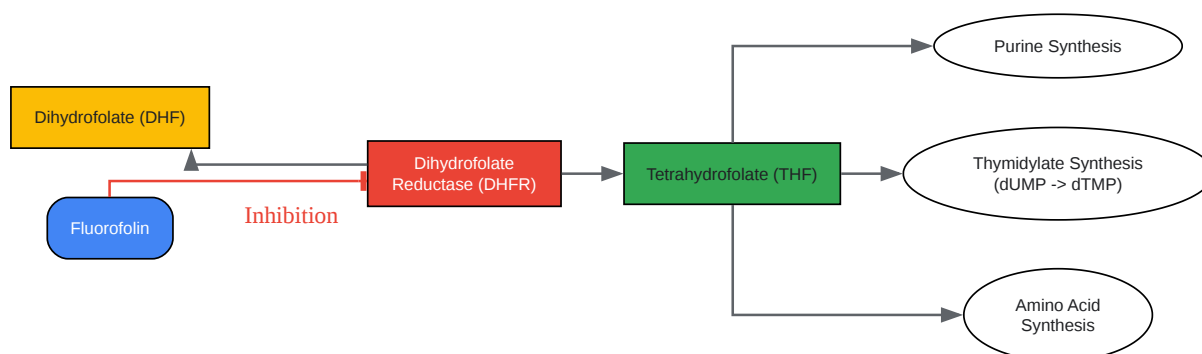 Purine Synthesis
Dihydrofolate (DHF)
Dihydrofolate
Reductase (DHFR)
Tetrahydrofolate (THF)
Thymidylate Synthesis
(dUMP -> dTMP)
Inhibition
Fluorofolin
Amino Acid
Synthesis